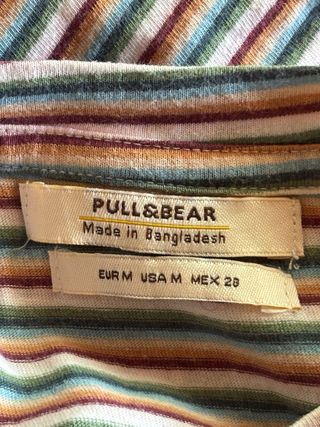 PULL&BEAR
Made in Bangladesh
EUR M USA M MEX 28